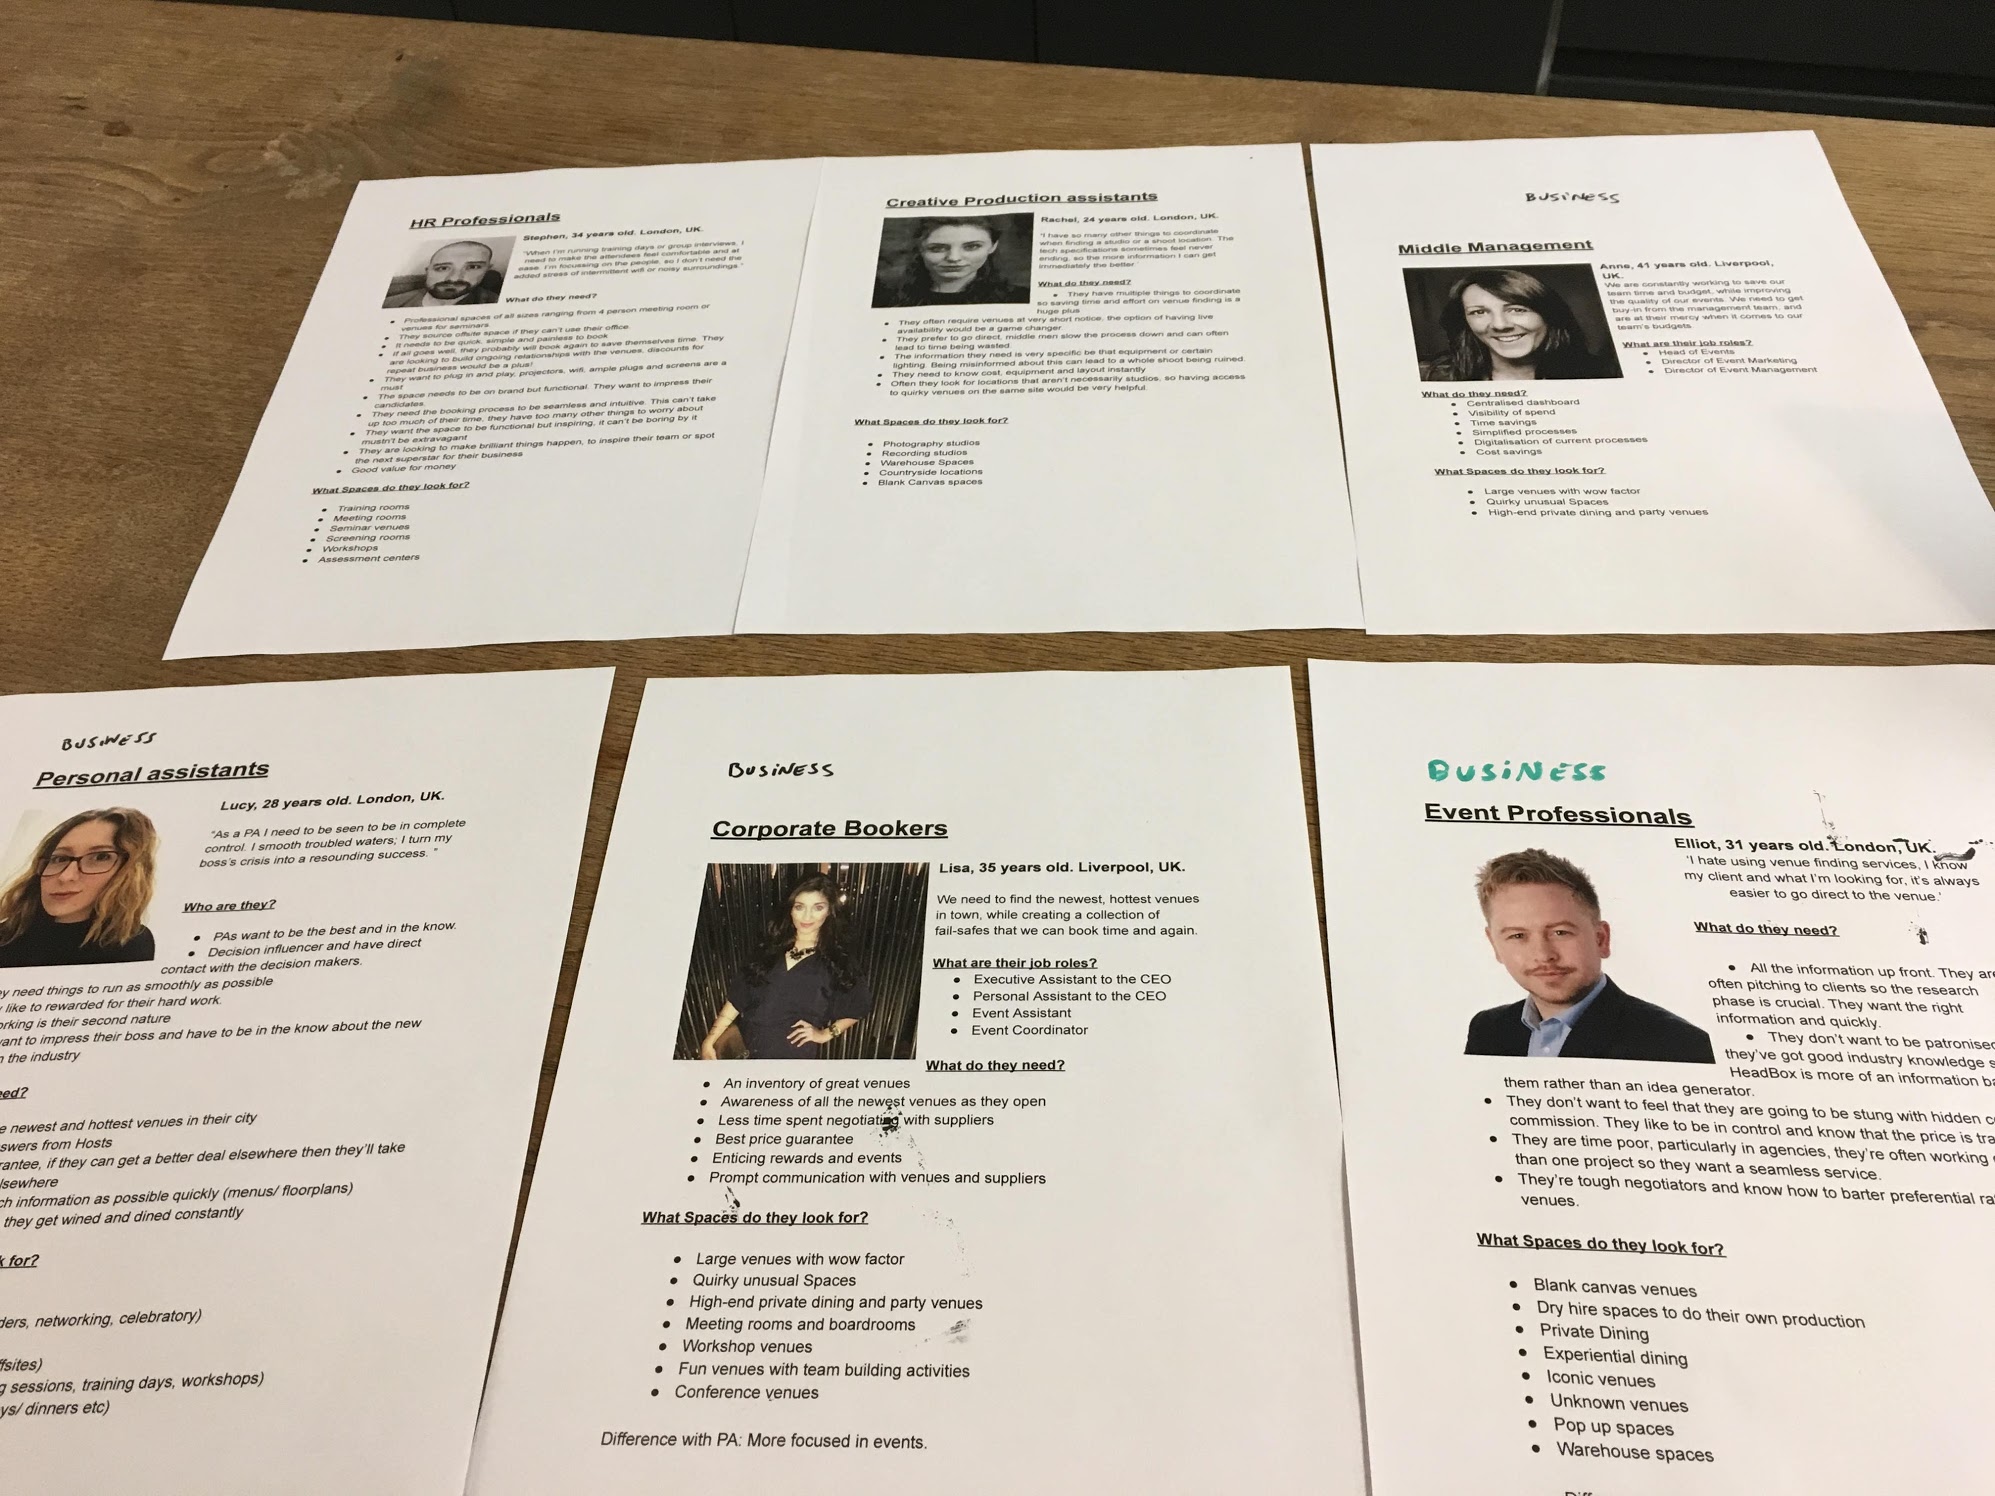 HR Professionals
Stephen, 34 years old. London, UK.
"When I'm running training days or group interviews, I
need to make the attendees feel comfortable and at
ease. I'm focussing on the people, so I don't need the
added stress of intermittent wifi or noisy surroundings."
What do they need?
Professional spaces of all sizes ranging from 4 person meeting room or
venues for seminars.
They source offsite space if they can't use their office.
It needs to be quick, simple and painless to book
If all goes well, they probably will book again to save themselves time. They
are looking to build ongoing relationships with the venues, discounts for
repeat business would be a plus!
They want to plug in and play, projectors, wifi, ample plugs and screens are a
must
The space needs to be on brand but functional. They want to impress their
candidates.
They need the booking process to be seamless and intuitive. This can't take
up too much of their time, they have too many other things to worry about
They want the space to be functional but inspiring, it can't be boring by it
mustn't be extravagant
They are looking to make brilliant things happen, to inspire their team or spot
the next superstar for their business
Good value for money
What Spaces do they look for?
Training rooms
Meeting rooms
Seminar venues
Screening rooms
Workshops
Assessment centers
Creative Production assistants
Rachel, 24 years old. London, UK.
'I have so many other things to coordinate
when finding a studio or a shoot location. The
tech specifications sometimes feel never
ending, so the more information I can get
immediately the better.'
What do they need?
They have multiple things to coordinate
so saving time and effort on venue finding is a
huge plus
They often require venues at very short notice, the option of having live
availability would be a game changer.
They prefer to go direct, middle men slow the process down and can often
lead to time being wasted.
The information they need is very specific be that equipment or certain
lighting. Being misinformed about this can lead to a whole shoot being ruined.
They need to know cost, equipment and layout instantly
Often they look for locations that aren't necessarily studios, so having access
to quirky venues on the same site would be very helpful.
What Spaces do they look for?
Photography studios
Recording studios
Warehouse Spaces
Countryside locations
Blank Canvas spaces
BUSINESS
Middle Management
Anne, 41 years old. Liverpool,
UK.
We are constantly working to save our
team time and budget, while improving
the quality of our events. We need to get
buy-in from the management team, and
are at their mercy when it comes to our
team's budgets.
What are their job roles?
Head of Events
Director of Event Marketing
Director of Event Management
What do they need?
Centralised dashboard
Visibility of spend
Time savings
Simplified processes
Digitalisation of current processes
Cost savings
What Spaces do they look for?
Large venues with wow factor
Quirky unusual Spaces
High-end private dining and party venues
BUSINESS
Personal assistants
Lucy, 28 years old. London, UK.
"As a PA I need to be seen to be in complete
control. I smooth troubled waters; I turn my
boss's crisis into a resounding success. "
Who are they?
PAs want to be the best and in the know.
Decision influencer and have direct
contact with the decision makers.
need things to run as smoothly as possible
like to rewarded for their hard work.
is their second nature
to impress their boss and have to be in the know about the new
the industry
newest and hottest venues in their city
from Hosts
if they can get a better deal elsewhere then they'll take
information as possible quickly (menus/ floorplans)
they get wined and dined constantly
for?
networking, celebratory)
sessions, training days, workshops)
dinners etc)
BUSINESS
Corporate Bookers
Lisa, 35 years old. Liverpool, UK.
We need to find the newest, hottest venues
in town, while creating a collection of
fail-safes that we can book time and again.
What are their job roles?
Executive Assistant to the CEO
Personal Assistant to the CEO
Event Assistant
Event Coordinator
What do they need?
An inventory of great venues
Awareness of all the newest venues as they open
Less time spent negotiating with suppliers
Best price guarantee
Enticing rewards and events
Prompt communication with venues and suppliers
What Spaces do they look for?
Large venues with wow factor
Quirky unusual Spaces
High-end private dining and party venues
Meeting rooms and boardrooms
Workshop venues
Fun venues with team building activities
Conference venues
Difference with PA: More focused in events.
BUSINESS
Event Professionals
Elliot, 31 years old. London, UK.
'I hate using venue finding services, I know
my client and what I'm looking for, it's always
easier to go direct to the venue.'
What do they need?
All the information up front. They are
often pitching to clients so the research
phase is crucial. They want the right
information and quickly.
They don't want to be patronised
they've got good industry knowledge
HeadBox is more of an information
them rather than an idea generator.
They don't want to feel that they are going to be stung with hidden
commission. They like to be in control and know that the price is
They are time poor, particularly in agencies, they're often working
than one project so they want a seamless service.
They're tough negotiators and know how to barter preferential
venues.
What Spaces do they look for?
Blank canvas venues
Dry hire spaces to do their own production
Private Dining
Experiential dining
Iconic venues
Unknown venues
Pop up spaces
Warehouse spaces